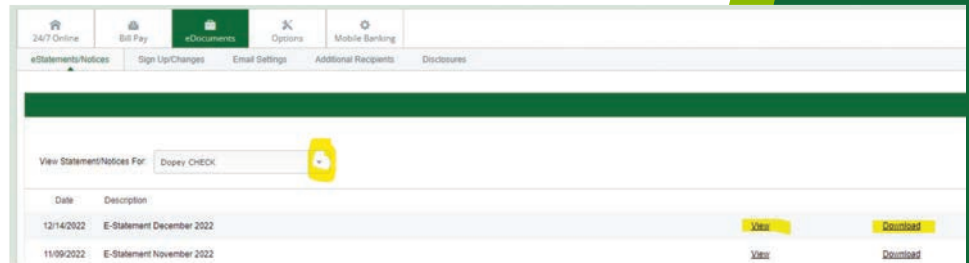 24/7 Online Bill Pay eDocuments Options Mobile Banking
eStatements/Notices Sign Up/Changes Email Settings Additional Recipients Disclosures
View Statement/Notices For: Dopey CHECK
Date Description
12/14/2022 E-Statement December 2022 View Download
11/09/2022 E-Statement November 2022 View Download